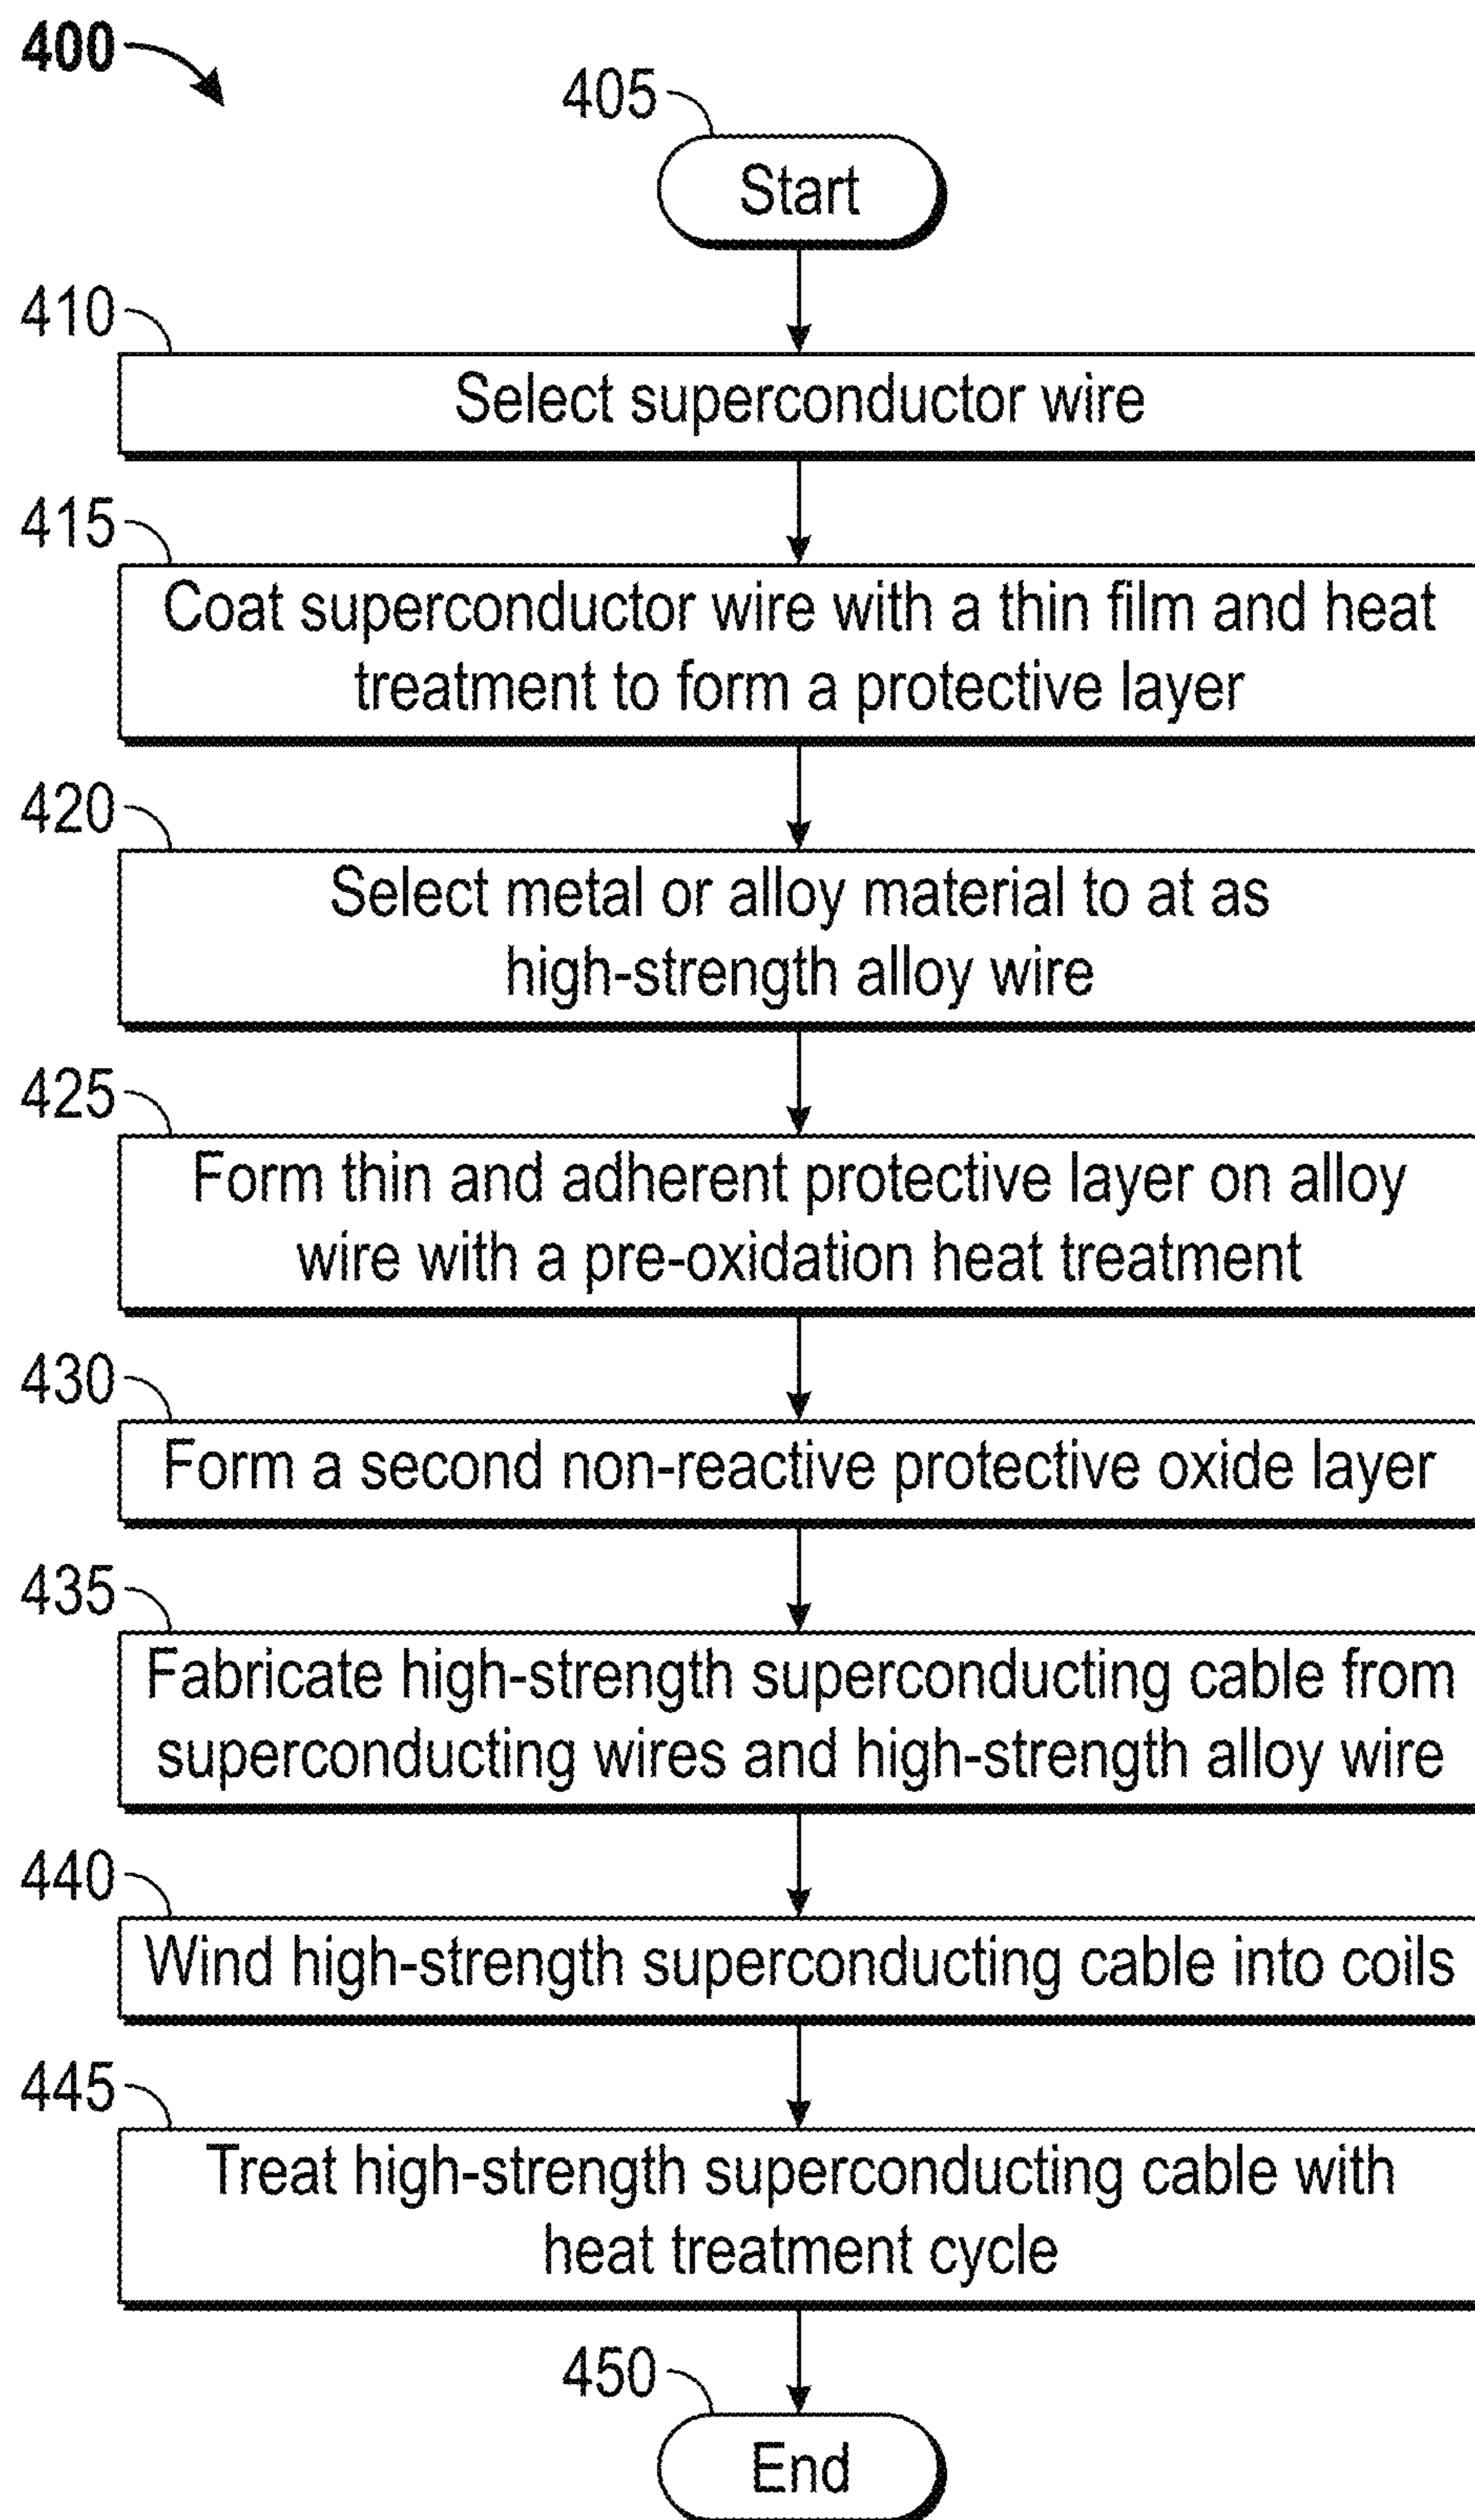 400
405
Start
410
Select superconductor wire
415
Coat superconductor wire with a thin film and heat
treatment to form a protective layer
420
Select metal or alloy material to at as
high-strength alloy wire
425
Form thin and adherent protective layer on alloy
wire with a pre-oxidation heat treatment
430
Form a second non-reactive protective oxide layer
435
Fabricate high-strength superconducting cable from
superconducting wires and high-strength alloy wire
440
Wind high-strength superconducting cable into coils
445
Treat high-strength superconducting cable with
heat treatment cycle
450
End